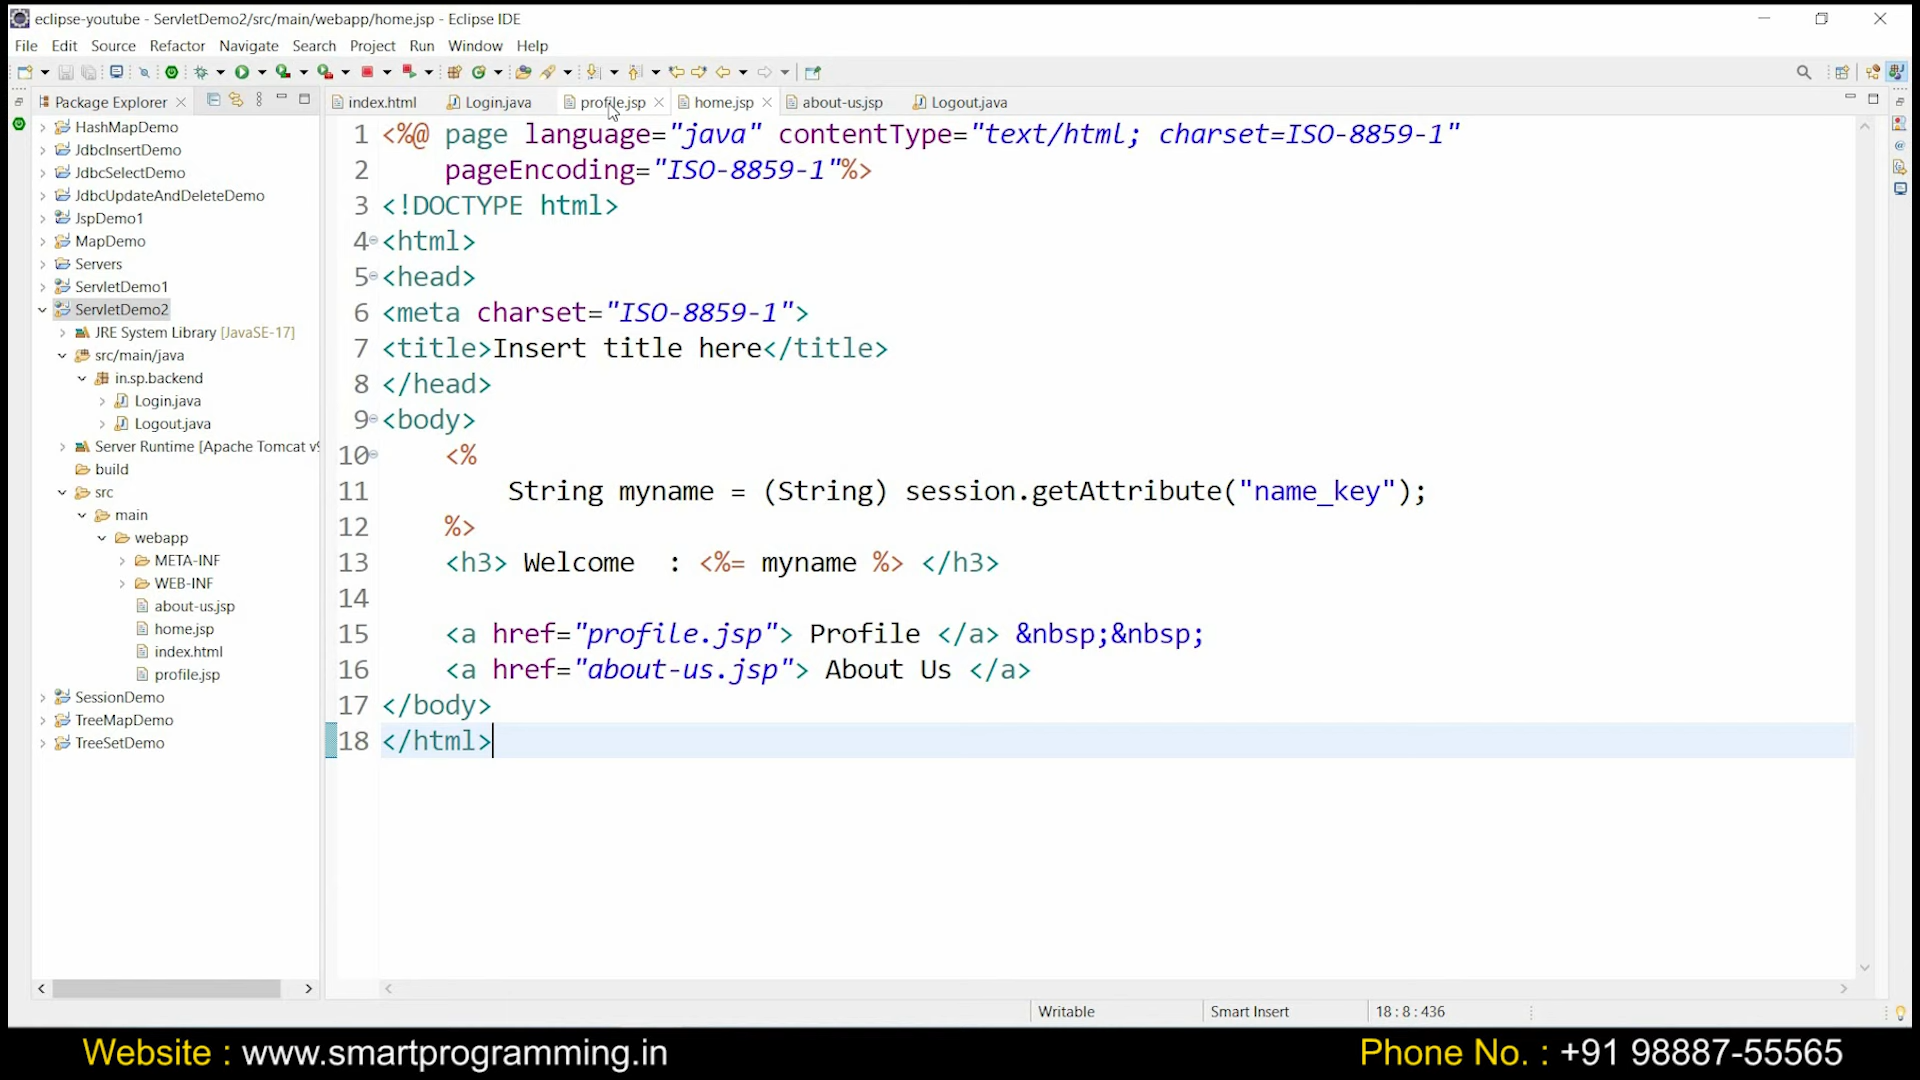 eclipse-youtube - ServletDemo2/src/main/webapp/home.jsp - Eclipse IDE
File Edit Source Refactor Navigate Search Project Run Window Help
Package Explorer
index.html Login.java profile.jsp home.jsp about-us.jsp Logout.java
HashMapDemo
JdbcInsertDemo
JdbcSelectDemo
JdbcUpdateAndDeleteDemo
JspDemo1
MapDemo
Servers
ServletDemo1
ServletDemo2
JRE System Library [JavaSE-17]
src/main/java
in.sp.backend
Login.java
Logout.java
Server Runtime [Apache Tomcat v9
build
src
main
webapp
META-INF
WEB-INF
about-us.jsp
home.jsp
index.html
profile.jsp
SessionDemo
TreeMapDemo
TreeSetDemo
1 <%@ page language="java" contentType="text/html; charset=ISO-8859-1"
2 pageEncoding="ISO-8859-1"%>
3 <!DOCTYPE html>
4 <html>
5 <head>
6 <meta charset="ISO-8859-1">
7 <title>Insert title here</title>
8 </head>
9 <body>
10 <%
11 String myname = (String) session.getAttribute("name_key");
12 %>
13 <h3> Welcome : <%= myname %> </h3>
14
15 <a href="profile.jsp"> Profile </a> &nbsp;&nbsp;
16 <a href="about-us.jsp"> About Us </a>
17 </body>
18 </html>
Writable Smart Insert 18 : 8 : 436
Website : www.smartprogramming.in Phone No. : +91 98887-55565